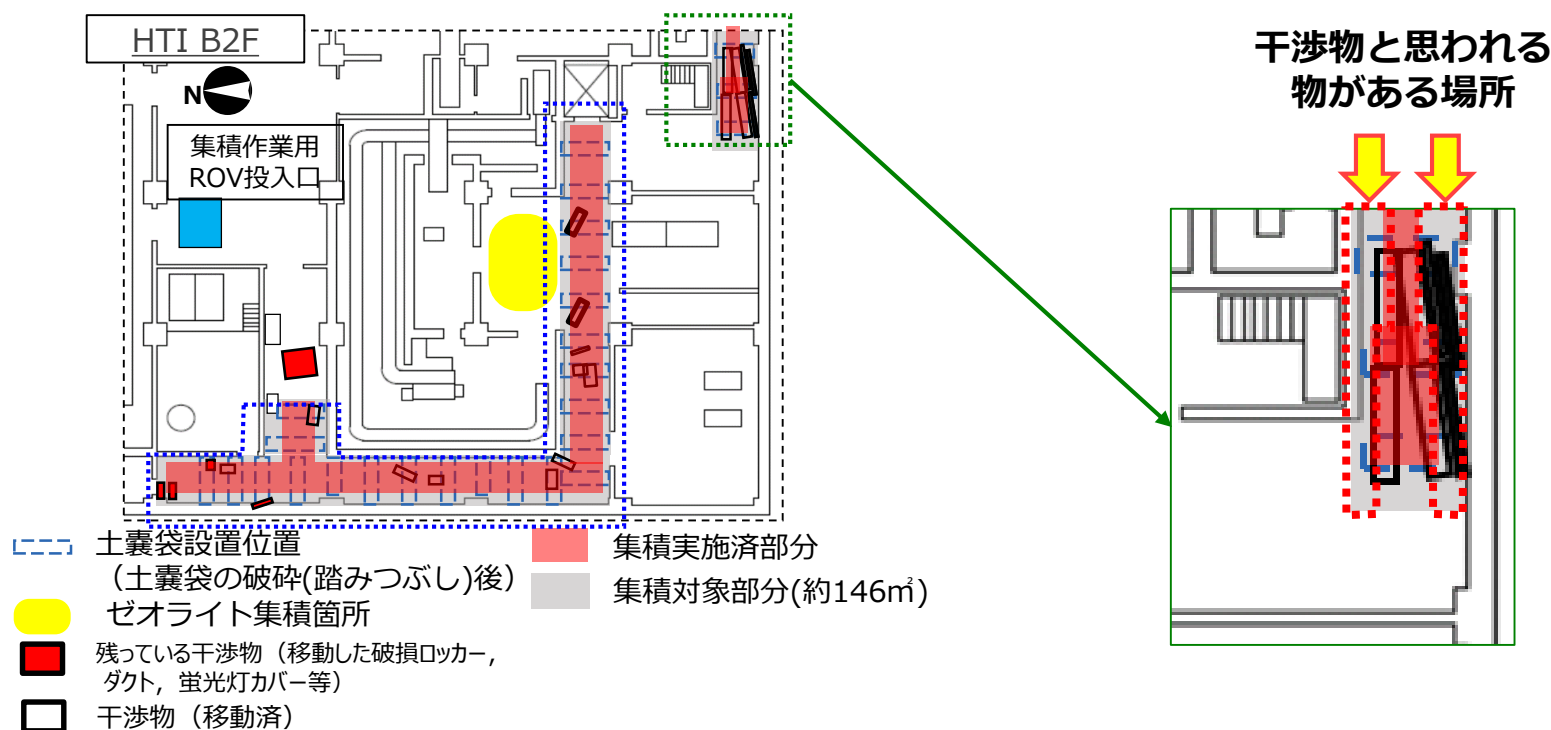 HTI B2F
N
集積作業用
ROV投入口
干渉物と思われる
物がある場所
土嚢袋設置位置
（土嚢袋の破砕(踏みつぶし)後）
ゼオライト集積箇所
残っている干渉物（移動した破損ロッカー，
ダクト，蛍光灯カバー等）
干渉物（移動済）
集積実施済部分
集積対象部分(約146㎡)